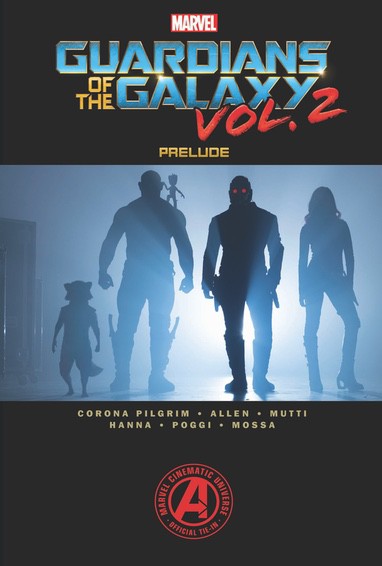 MARVEL
GUARDIANS
OF THE GALAXY
VOL. 2
PRELUDE
CORONA PILGRIM • ALLEN • MUTTI
HANNA • POGGI • MOSSA
MARVEL CINEMATIC UNIVERSE
• OFFICIAL TIE-IN •